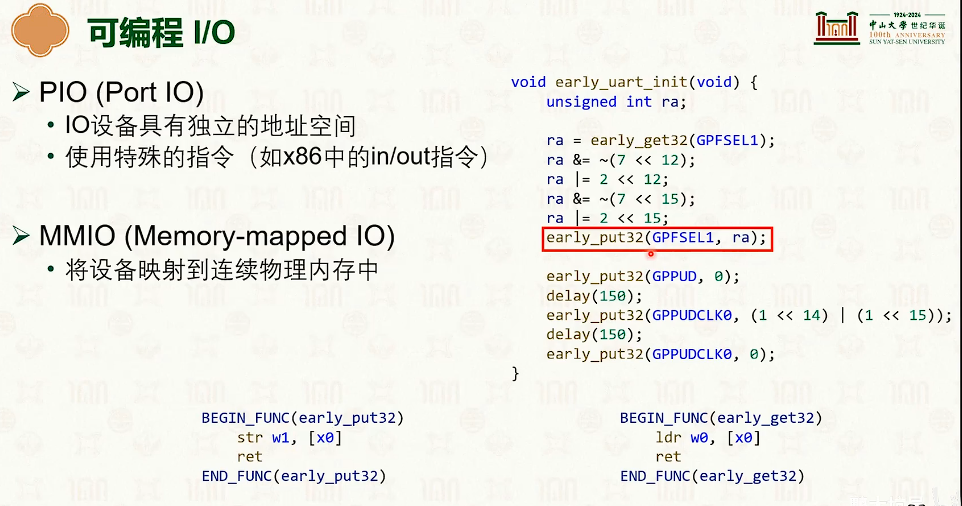 可编程 I/O
1924-2024
中山大學 世纪华诞
100th ANNIVERSARY
SUN YAT-SEN UNIVERSITY
➢ PIO (Port IO)
• IO设备具有独立的地址空间
• 使用特殊的指令（如x86中的in/out指令）
➢ MMIO (Memory-mapped IO)
• 将设备映射到连续物理内存中
void early_uart_init(void) {
unsigned int ra;
ra = early_get32(GPFSEL1);
ra &= ~(7 << 12);
ra |= 2 << 12;
ra &= ~(7 << 15);
ra |= 2 << 15;
early_put32(GPFSEL1, ra);
early_put32(GPPUD, 0);
delay(150);
early_put32(GPPUDCLK0, (1 << 14) | (1 << 15));
delay(150);
early_put32(GPPUDCLK0, 0);
}
BEGIN_FUNC(early_put32)
str w1, [x0]
ret
END_FUNC(early_put32)
BEGIN_FUNC(early_get32)
ldr w0, [x0]
ret
END_FUNC(early_get32)